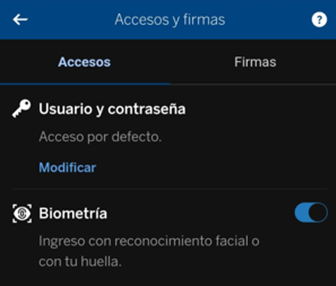 Accesos y firmas
Accesos
Firmas
Usuario y contraseña
Acceso por defecto.
Modificar
Biometría
Ingreso con reconocimiento facial o
con tu huella.